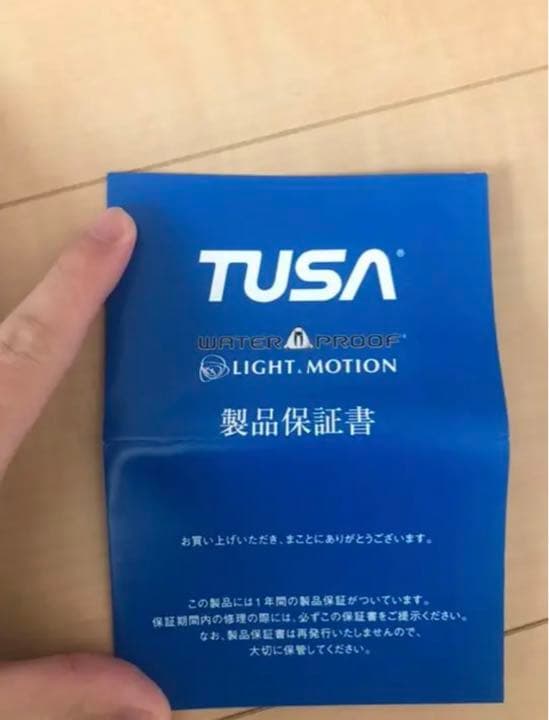 TUSA®
WATER PROOF®
LIGHT & MOTION
製品保証書
お買い上げいただき、まことにありがとうございます。
この製品には1年間の製品保証がついています。
保証期間内の修理の際には、必ずこの保証書をご提示ください。
なお、製品保証書は再発行いたしませんので、
大切に保管してください。